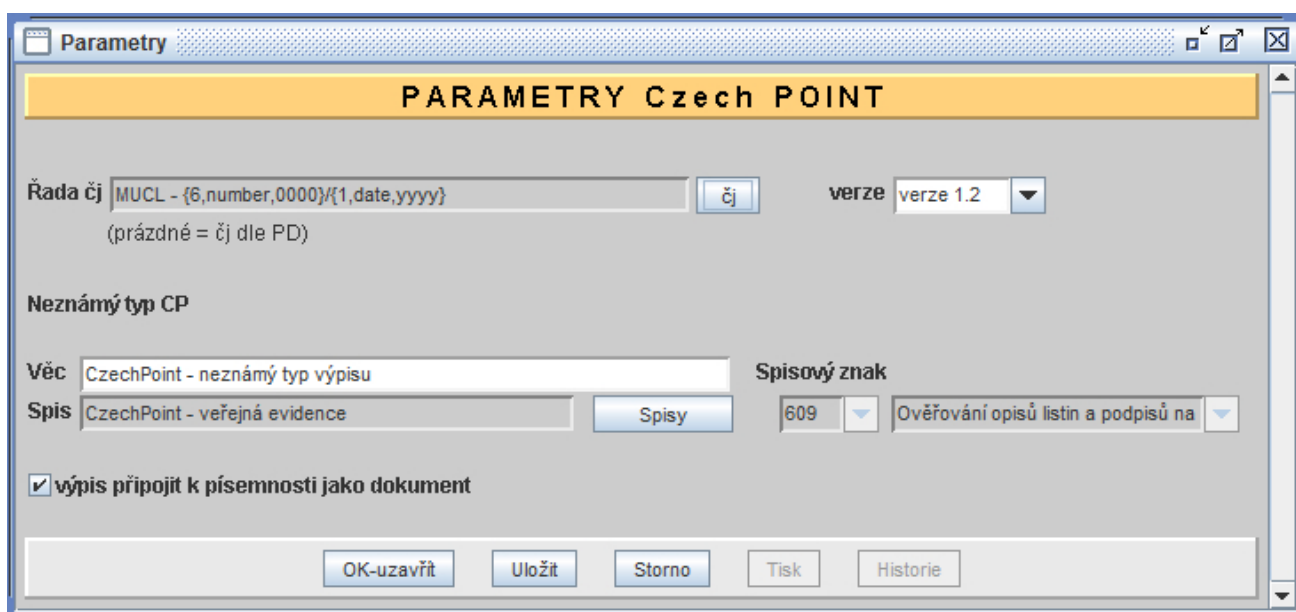 Parametry
PARAMETRY Czech POINT
Řada čj MUCL - {6,number,0000}/{1,date,yyyy} čj verze verze 1.2
(prázdné = čj dle PD)
Neznámý typ CP
Věc CzechPoint - neznámý typ výpisu Spisový znak
Spis CzechPoint - veřejná evidence Spisy 609 Ověřování opisů listin a podpisů na
výpis připojit k písemnosti jako dokument
OK-uzavřít Uložit Storno Tisk Historie